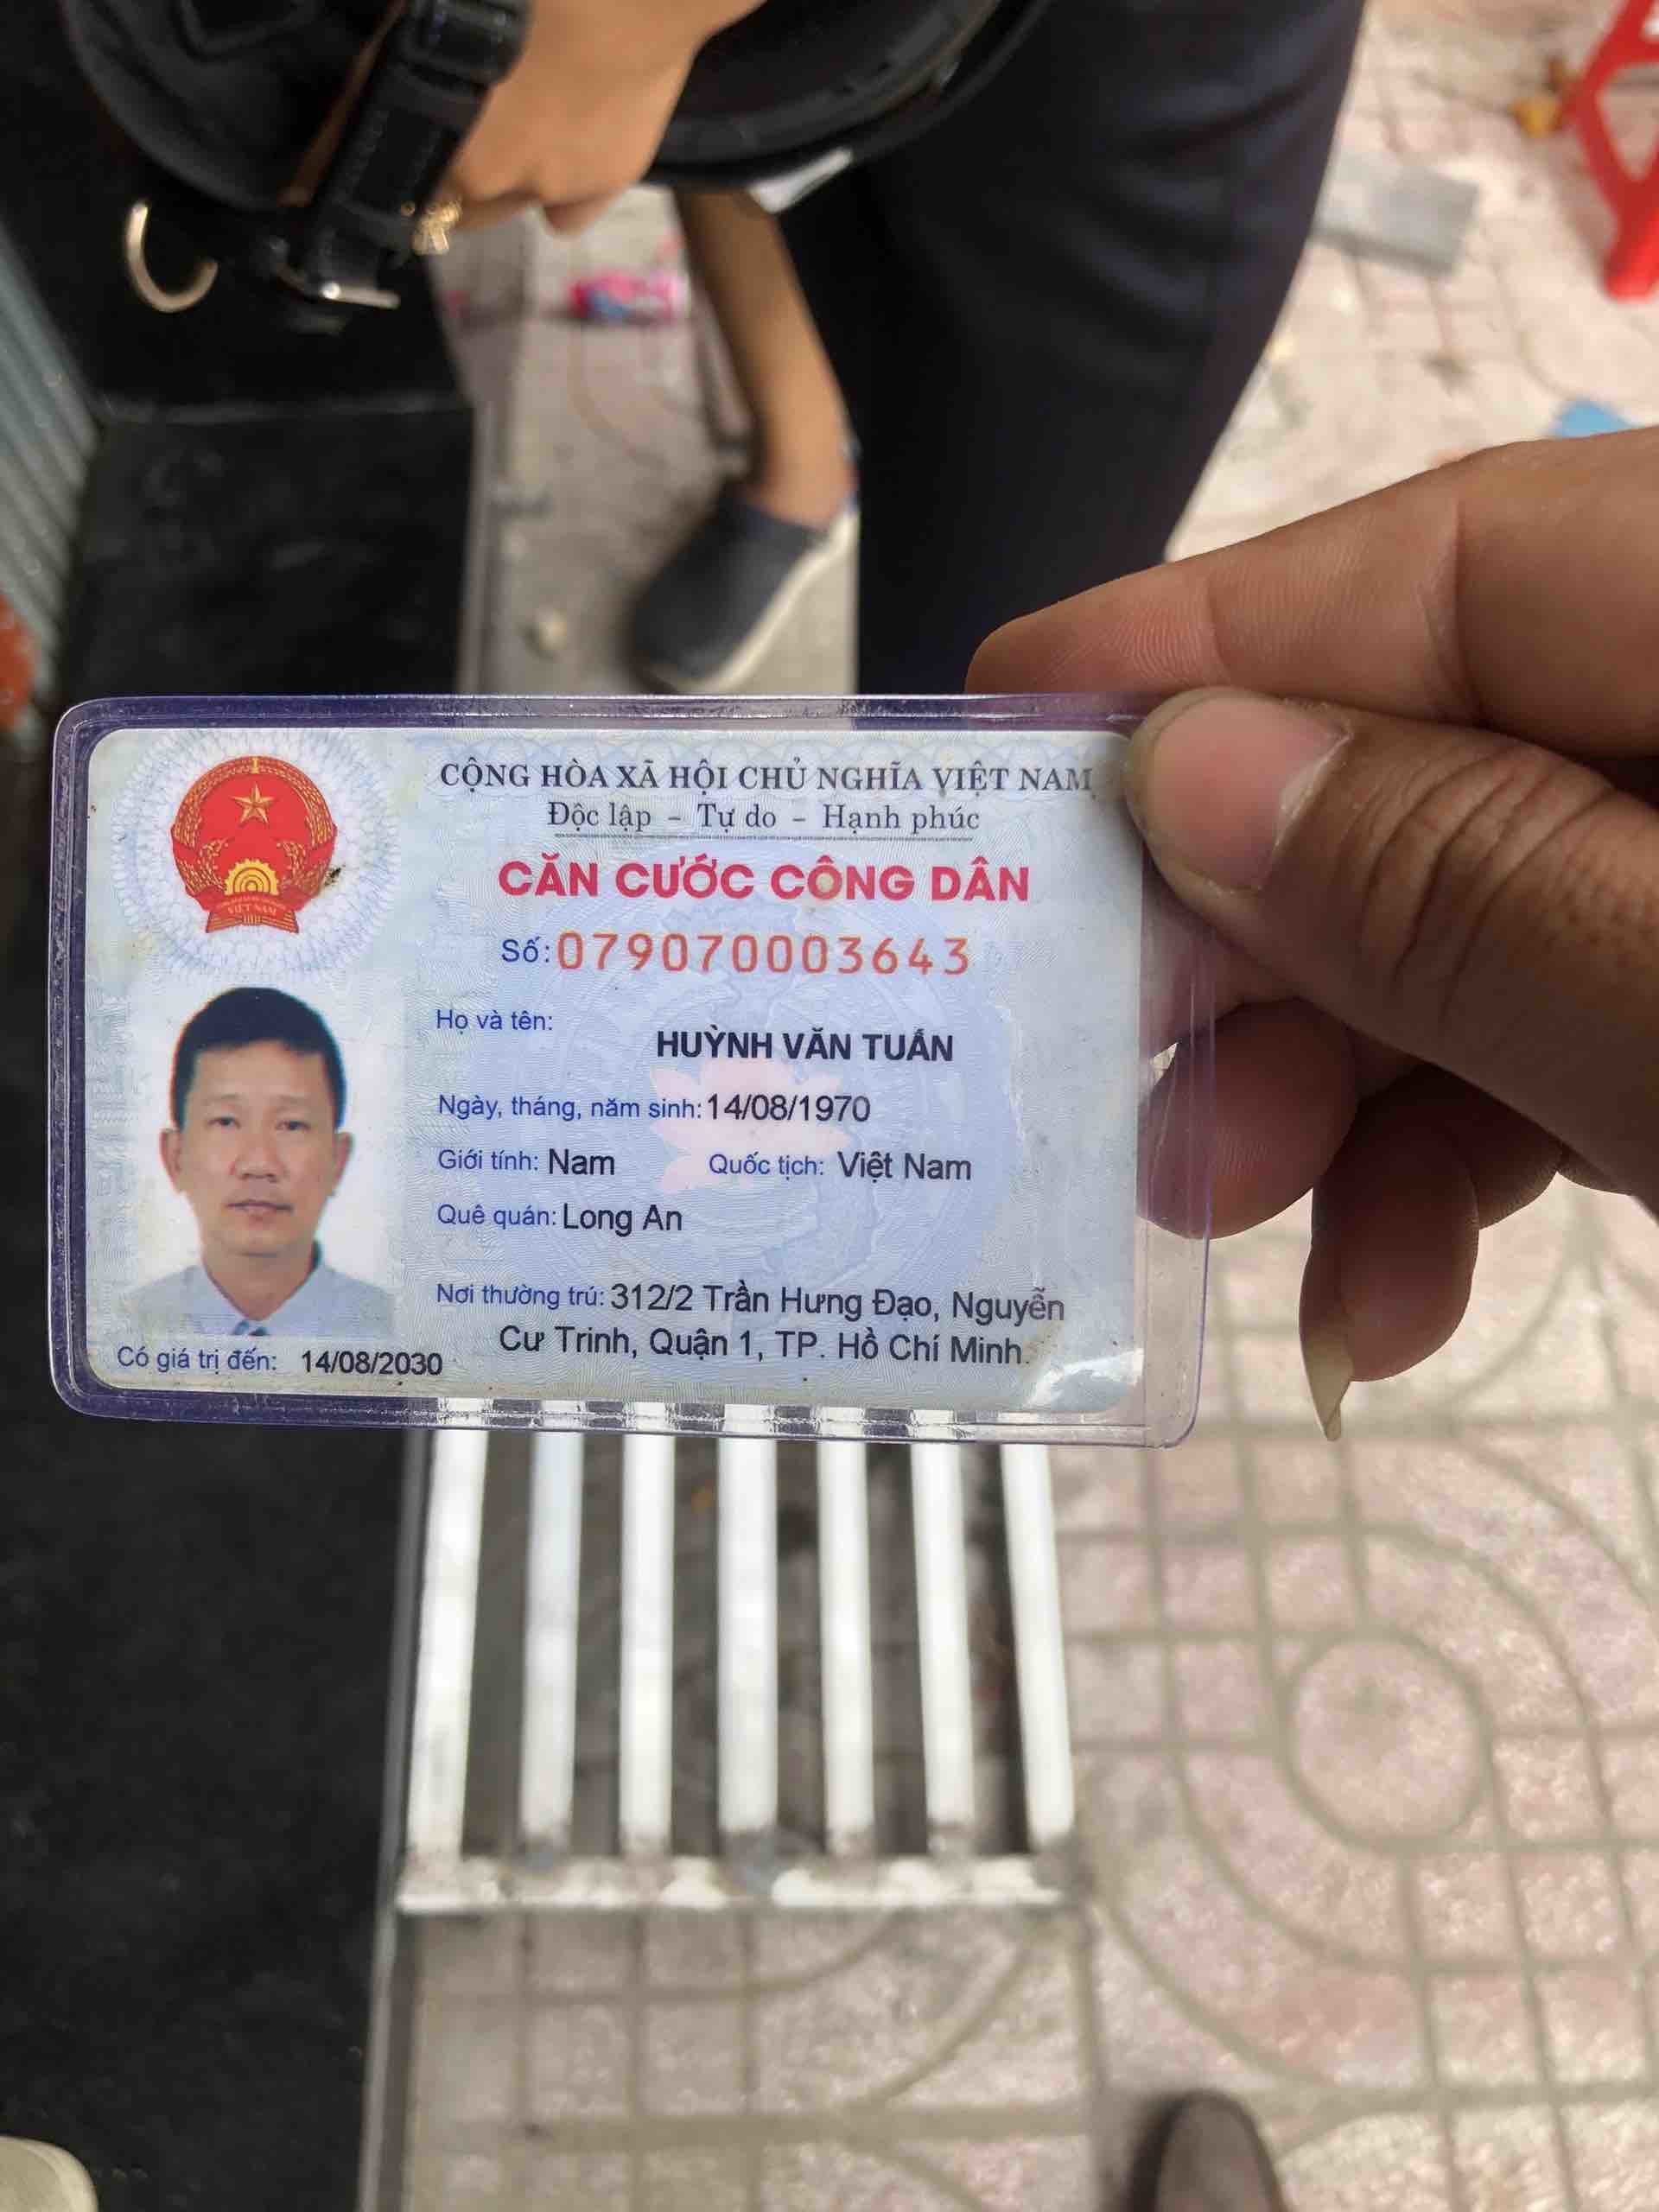 CỘNG HÒA XÃ HỘI CHỦ NGHĨA VIỆT NAM
Độc lập - Tự do - Hạnh phúc
CĂN CƯỚC CÔNG DÂN
Số: 079070003643
Họ và tên:
HUỲNH VĂN TUẤN
Ngày, tháng, năm sinh: 14/08/1970
Giới tính: Nam Quốc tịch: Việt Nam
Quê quán: Long An
Nơi thường trú: 312/2 Trần Hưng Đạo, Nguyễn
Cư Trinh, Quận 1, TP. Hồ Chí Minh.
Có giá trị đến: 14/08/2030
VIỆT NAM